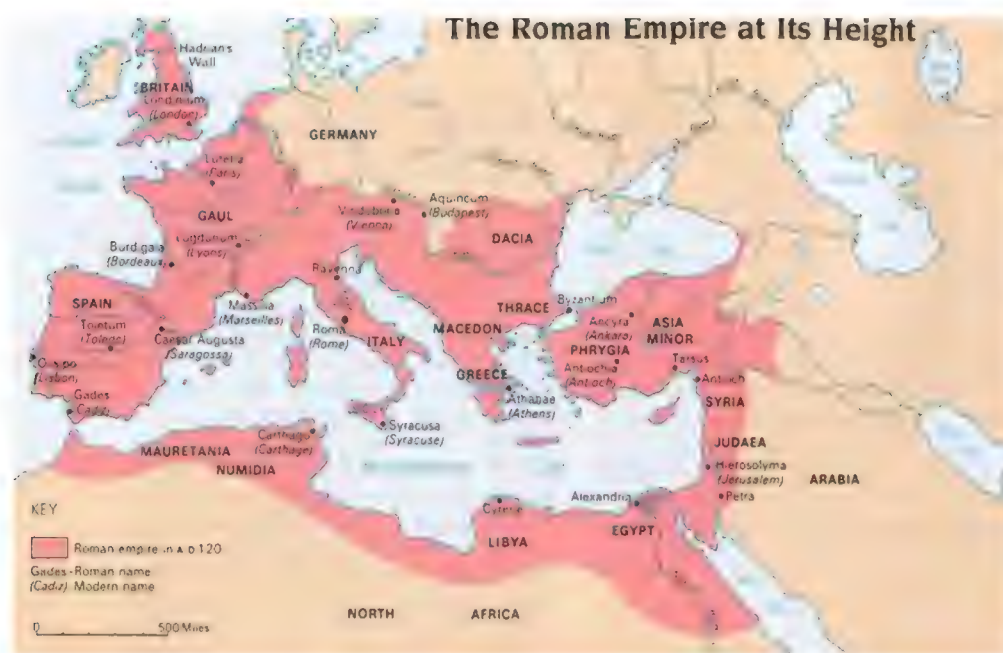 The Roman Empire at Its Height
Hadrian's
Wall
BRITAIN
Londinium
(London)
GERMANY
Lutetia
(Paris)
GAUL
Vindobona
(Vienna)
Aquincum
(Budapest)
DACIA
Burdigala
(Bordeaux)
Lugdunum
(Lyons)
Ravenna
SPAIN
Toletum
(Toledo)
Massilia
(Marseilles)
Caesar Augusta
(Saragossa)
Roma
(Rome)
ITALY
THRACE
Byzantium
MACEDON
Ancyra
(Ankara)
ASIA
MINOR
PHRYGIA
Antiochia
(Antioch)
Tarsus
Antioch
SYRIA
(Lisbon)
Gades
Cadiz)
GREECE
Athabae
(Athens)
Carthago
(Carthage)
Syracusa
(Syracuse)
MAURETANIA
NUMIDIA
JUDAEA
Hierosolyma
(Jerusalem)
Petra
ARABIA
Alexandria
Cyrene
EGYPT
LIBYA
KEY
Roman empire in A D 120
Gades-Roman name
(Cadiz) Modern name
0 500 Miles
NORTH AFRICA